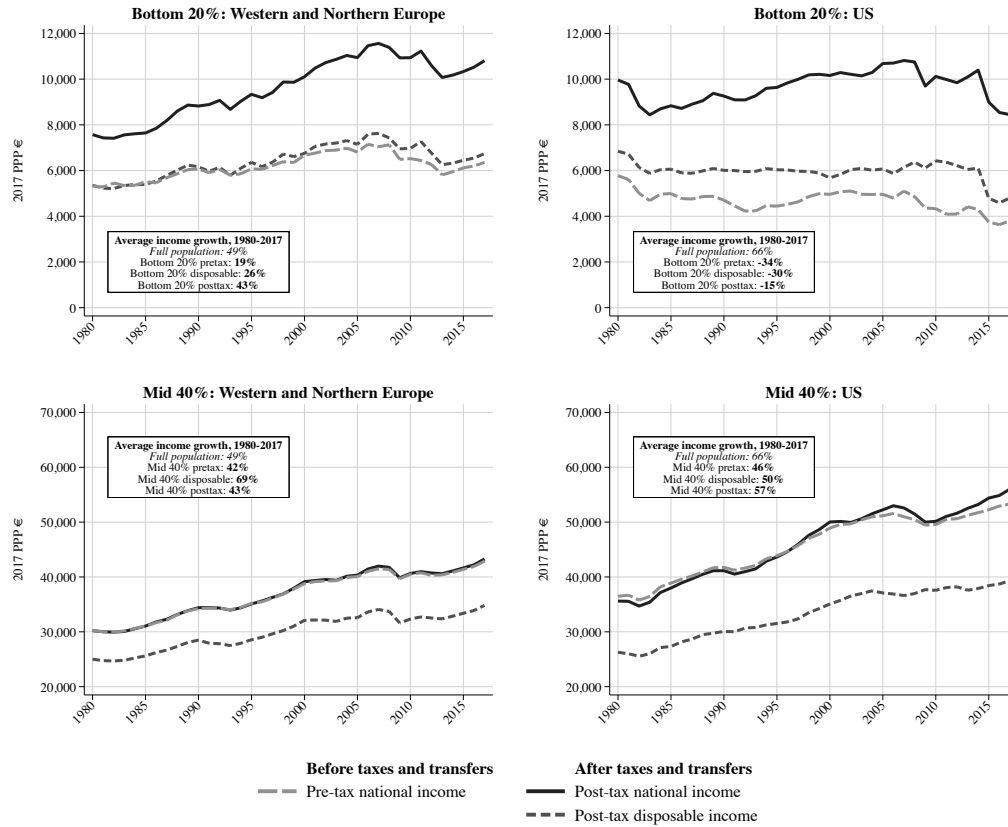 Bottom 20%: Western and Northern Europe
12,000
10,000
8,000
6,000
4,000
2,000
0
2017 PPP €
Average income growth, 1980-2017
Full population: 49%
Bottom 20% pretax: 19%
Bottom 20% disposable: 26%
Bottom 20% posttax: 43%
1980
1985
1990
1995
2000
2005
2010
2015
Bottom 20%: US
12,000
10,000
8,000
6,000
4,000
2,000
0
2017 PPP €
Average income growth, 1980-2017
Full population: 66%
Bottom 20% pretax: -34%
Bottom 20% disposable: -30%
Bottom 20% posttax: -15%
1980
1985
1990
1995
2000
2005
2010
2015
Mid 40%: Western and Northern Europe
70,000
60,000
50,000
40,000
30,000
20,000
2017 PPP €
Average income growth, 1980-2017
Full population: 49%
Mid 40% pretax: 42%
Mid 40% disposable: 69%
Mid 40% posttax: 43%
1980
1985
1990
1995
2000
2005
2010
2015
Mid 40%: US
70,000
60,000
50,000
40,000
30,000
20,000
2017 PPP €
Average income growth, 1980-2017
Full population: 66%
Mid 40% pretax: 46%
Mid 40% disposable: 50%
Mid 40% posttax: 57%
1980
1985
1990
1995
2000
2005
2010
2015
Before taxes and transfers
Pre-tax national income
After taxes and transfers
Post-tax national income
Post-tax disposable income